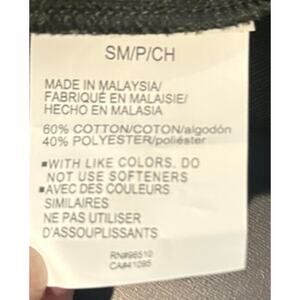 SM/P/CH
MADE IN MALAYSIA/
FABRIQUÉ EN MALAISIE/
HECHO EN MALASIA
60% COTTON/COTON/algodón
40% POLYESTER/poliéster
▪WITH LIKE COLORS. DO
NOT USE SOFTENERS
▪AVEC DES COULEURS
SIMILAIRES
NE PAS UTILISER
D'ASSOUPLISSANTS
RN#96510
CA#41095